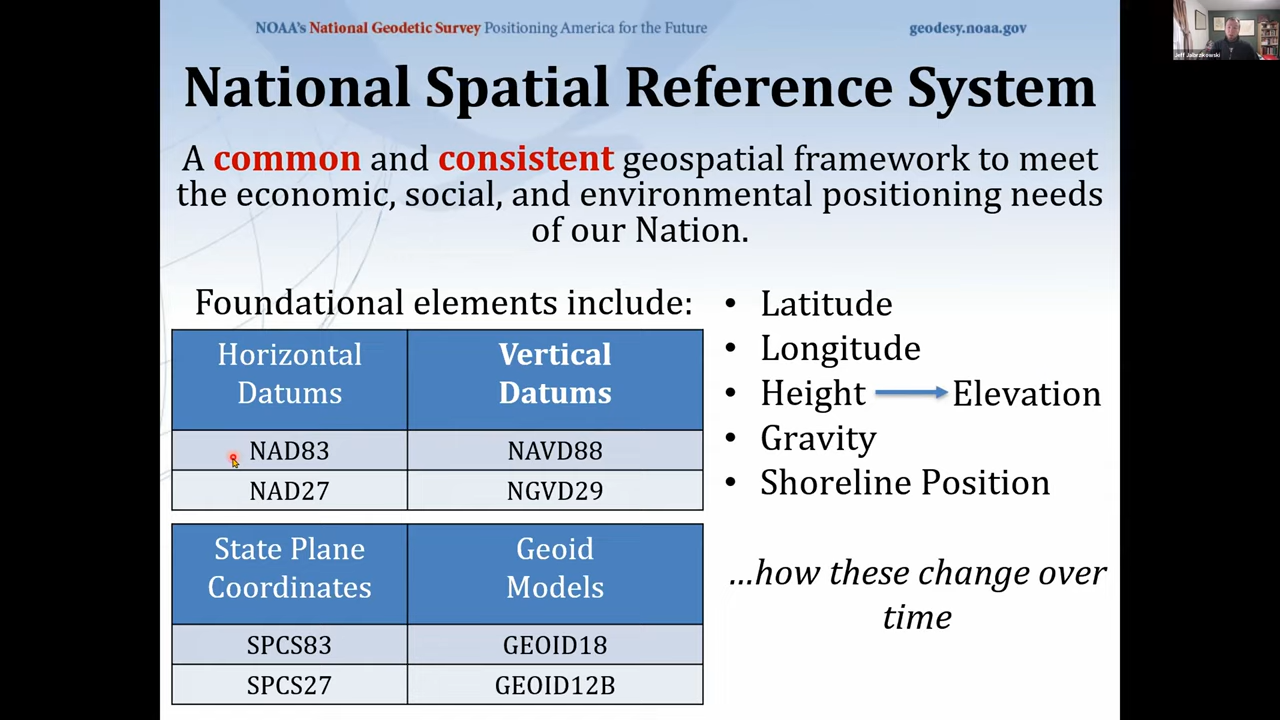 NOAA's National Geodetic Survey Positioning America for the Future
geodesy.noaa.gov
Jeff Jalbrzikowski
National Spatial Reference System
A common and consistent geospatial framework to meet
the economic, social, and environmental positioning needs
of our Nation.
Foundational elements include:
Horizontal
Datums
Vertical
Datums
NAD83
NAVD88
NAD27
NGVD29
State Plane
Coordinates
Geoid
Models
SPCS83
GEOID18
SPCS27
GEOID12B
• Latitude
• Longitude
• Height
Elevation
• Gravity
• Shoreline Position
...how these change over
time